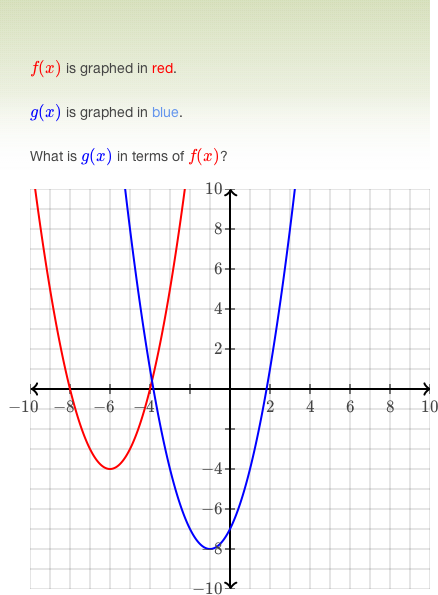 f(x) is graphed in red.
g(x) is graphed in blue.
What is g(x) in terms of f(x)?
10
8
6
4
2
−10 −8 −6 −4 2 4 6 8 10
−4
−6
−8
−10